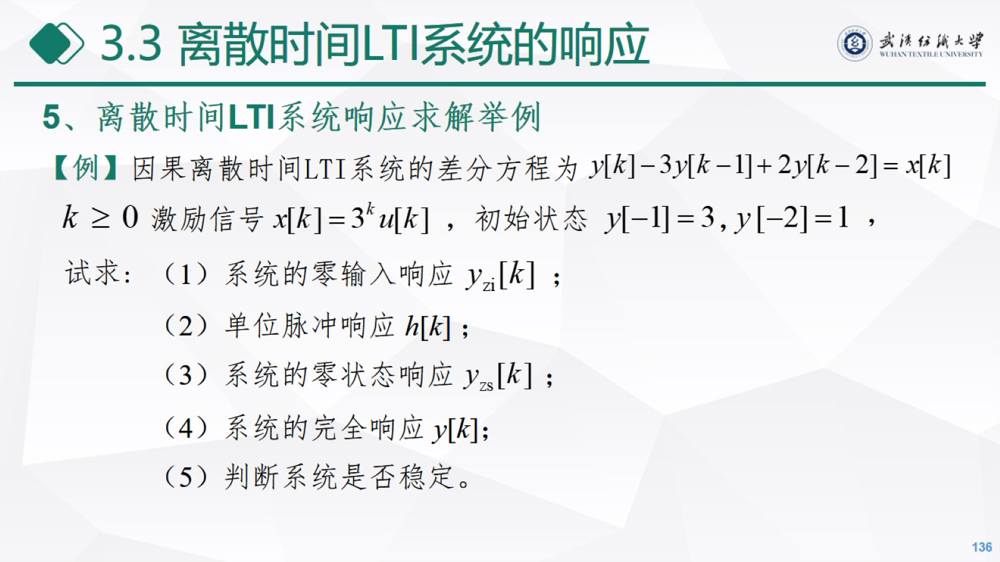 3.3 离散时间LTI系统的响应
武汉纺织大学
WUHAN TEXTILE UNIVERSITY
5、离散时间LTI系统响应求解举例
【例】因果离散时间LTI系统的差分方程为 y[k]−3y[k−1]+2y[k−2]=x[k]
k ≥ 0 激励信号 x[k]=3ᵏu[k] ，初始状态 y[−1]=3, y[−2]=1 ，
试求：（1）系统的零输入响应 y_zi[k] ；
（2）单位脉冲响应 h[k]；
（3）系统的零状态响应 y_zs[k] ；
（4）系统的完全响应 y[k];
（5）判断系统是否稳定。
136